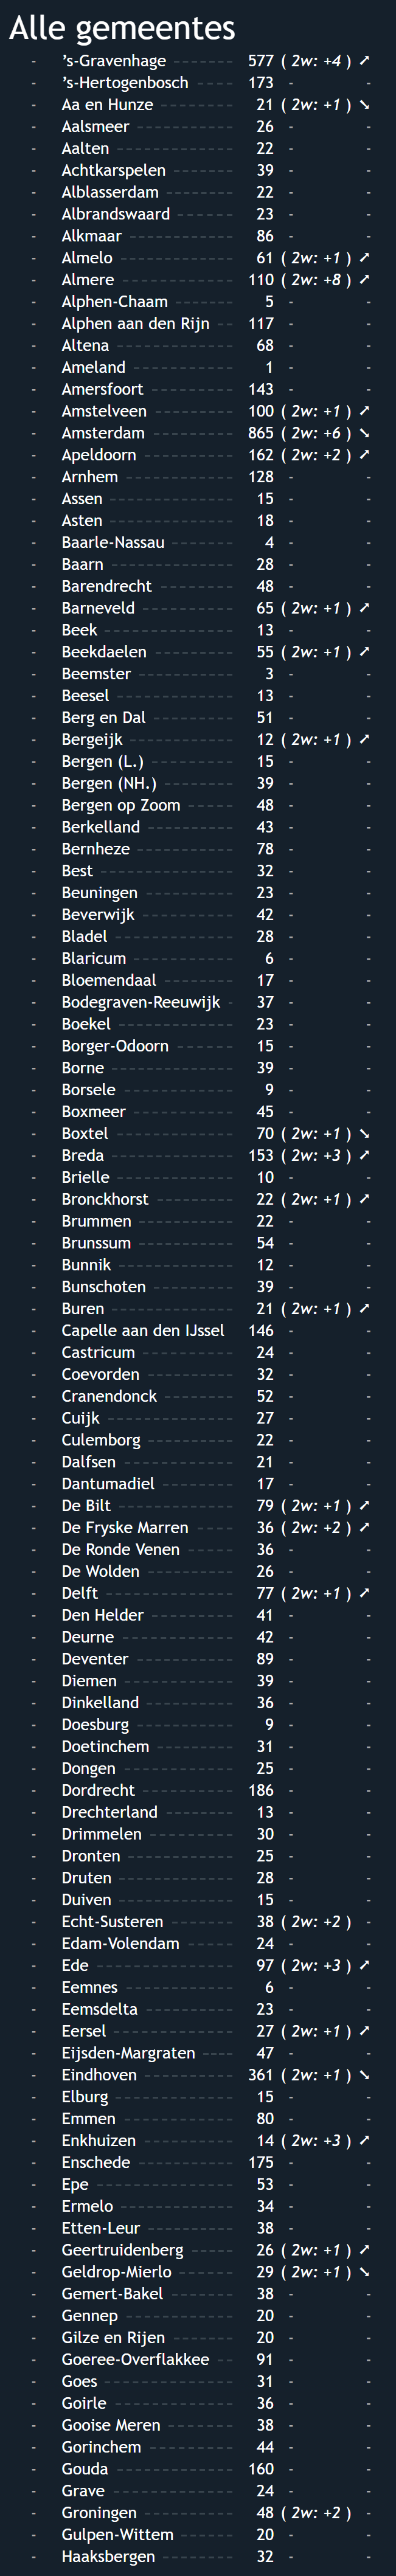 Alle gemeentes
- ’s-Gravenhage ------- 577 ( 2w: +4 ) ➚
- ’s-Hertogenbosch ----- 173 - -
- Aa en Hunze -------- 21 ( 2w: +1 ) ➘
- Aalsmeer ---------- 26 - -
- Aalten ------------ 22 - -
- Achtkarspelen ------- 39 - -
- Alblasserdam ------- 22 - -
- Albrandswaard ------ 23 - -
- Alkmaar ----------- 86 - -
- Almelo ------------ 61 ( 2w: +1 ) ➚
- Almere ------------ 110 ( 2w: +8 ) ➚
- Alphen-Chaam ------ 5 - -
- Alphen aan den Rijn -- 117 - -
- Altena ------------ 68 - -
- Ameland ---------- 1 - -
- Amersfoort --------- 143 - -
- Amstelveen -------- 100 ( 2w: +1 ) ➚
- Amsterdam -------- 865 ( 2w: +6 ) ➘
- Apeldoorn --------- 162 ( 2w: +2 ) ➚
- Arnhem ----------- 128 - -
- Assen ------------ 15 - -
- Asten ------------ 18 - -
- Baarle-Nassau ------- 4 - -
- Baarn ------------ 28 - -
- Barendrecht -------- 48 - -
- Barneveld --------- 65 ( 2w: +1 ) ➚
- Beek ------------- 13 - -
- Beekdaelen -------- 55 ( 2w: +1 ) ➚
- Beemster ---------- 3 - -
- Beesel ------------ 13 - -
- Berg en Dal -------- 51 - -
- Bergeijk ----------- 12 ( 2w: +1 ) ➚
- Bergen (L.) --------- 15 - -
- Bergen (NH.) ------- 39 - -
- Bergen op Zoom ----- 48 - -
- Berkelland --------- 43 - -
- Bernheze ---------- 78 - -
- Best ------------- 32 - -
- Beuningen --------- 23 - -
- Beverwijk --------- 42 - -
- Bladel ------------ 28 - -
- Blaricum ---------- 6 - -
- Bloemendaal ------- 17 - -
- Bodegraven-Reeuwijk - 37 - -
- Boekel ----------- 23 - -
- Borger-Odoorn ------ 15 - -
- Borne ------------ 39 - -
- Borsele ----------- 9 - -
- Boxmeer ---------- 45 - -
- Boxtel ------------ 70 ( 2w: +1 ) ➘
- Breda ------------ 153 ( 2w: +3 ) ➚
- Brielle ------------ 10 - -
- Bronckhorst -------- 22 ( 2w: +1 ) ➚
- Brummen --------- 22 - -
- Brunssum --------- 54 - -
- Bunnik ----------- 12 - -
- Bunschoten -------- 39 - -
- Buren ------------ 21 ( 2w: +1 ) ➚
- Capelle aan den IJssel 146 - -
- Castricum --------- 24 - -
- Coevorden --------- 32 - -
- Cranendonck ------- 52 - -
- Cuijk ------------ 27 - -
- Culemborg --------- 22 - -
- Dalfsen ----------- 21 - -
- Dantumadiel -------- 17 - -
- De Bilt ----------- 79 ( 2w: +1 ) ➚
- De Fryske Marren ---- 36 ( 2w: +2 ) ➚
- De Ronde Venen ----- 36 - -
- De Wolden --------- 26 - -
- Delft ------------ 77 ( 2w: +1 ) ➚
- Den Helder -------- 41 - -
- Deurne ----------- 42 - -
- Deventer ---------- 89 - -
- Diemen ----------- 39 - -
- Dinkelland --------- 36 - -
- Doesburg ---------- 9 - -
- Doetinchem -------- 31 - -
- Dongen ----------- 25 - -
- Dordrecht --------- 186 - -
- Drechterland ------- 13 - -
- Drimmelen -------- 30 - -
- Dronten ---------- 25 - -
- Druten ----------- 28 - -
- Duiven ----------- 15 - -
- Echt-Susteren ------- 38 ( 2w: +2 ) -
- Edam-Volendam ----- 24 - -
- Ede ------------- 97 ( 2w: +3 ) ➚
- Eemnes ----------- 6 - -
- Eemsdelta --------- 23 - -
- Eersel ------------ 27 ( 2w: +1 ) ➚
- Eijsden-Margraten ---- 47 - -
- Eindhoven --------- 361 ( 2w: +1 ) ➘
- Elburg ------------ 15 - -
- Emmen ----------- 80 - -
- Enkhuizen --------- 14 ( 2w: +3 ) ➚
- Enschede ---------- 175 - -
- Epe ------------- 53 - -
- Ermelo ----------- 34 - -
- Etten-Leur --------- 38 - -
- Geertruidenberg ----- 26 ( 2w: +1 ) ➚
- Geldrop-Mierlo ------ 29 ( 2w: +1 ) ➘
- Gemert-Bakel ------- 38 - -
- Gennep ----------- 20 - -
- Gilze en Rijen ------- 20 - -
- Goeree-Overflakkee -- 91 - -
- Goes ------------- 31 - -
- Goirle ------------ 36 - -
- Gooise Meren ------- 38 - -
- Gorinchem --------- 44 - -
- Gouda ------------ 160 - -
- Grave ------------ 24 - -
- Groningen --------- 48 ( 2w: +2 ) -
- Gulpen-Wittem ------ 20 - -
- Haaksbergen ------- 32 - -